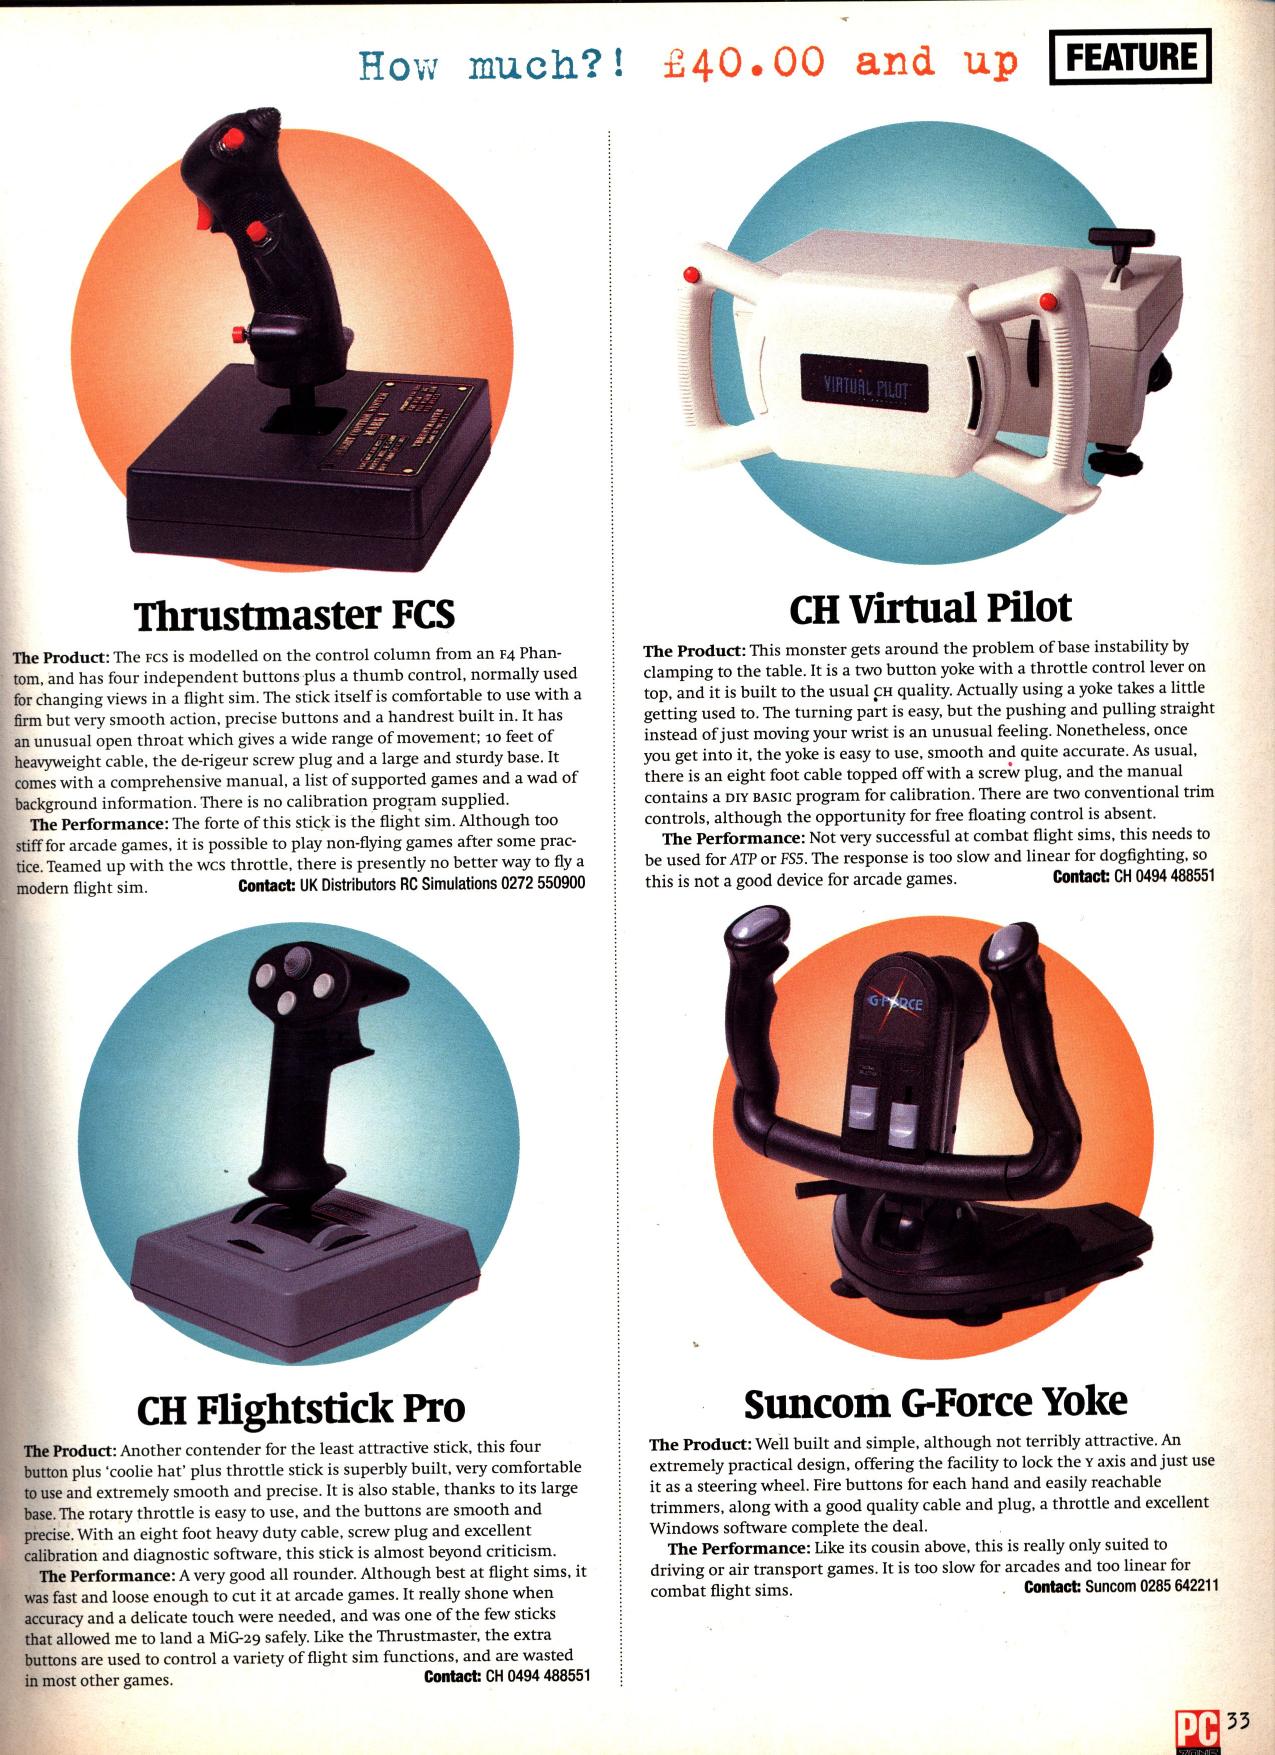 How much?! £40.00 and up
FEATURE
VIRTUAL PILOT
Thrustmaster FCS
The Product: The FCS is modelled on the control column from an F4 Phan-
tom, and has four independent buttons plus a thumb control, normally used
for changing views in a flight sim. The stick itself is comfortable to use with a
firm but very smooth action, precise buttons and a handrest built in. It has
an unusual open throat which gives a wide range of movement; 10 feet of
heavyweight cable, the de-rigeur screw plug and a large and sturdy base. It
comes with a comprehensive manual, a list of supported games and a wad of
background information. There is no calibration program supplied.
The Performance: The forte of this stick is the flight sim. Although too
stiff for arcade games, it is possible to play non-flying games after some prac-
tice. Teamed up with the WCS throttle, there is presently no better way to fly a
modern flight sim. Contact: UK Distributors RC Simulations 0272 550900
CH Virtual Pilot
The Product: This monster gets around the problem of base instability by
clamping to the table. It is a two button yoke with a throttle control lever on
top, and it is built to the usual CH quality. Actually using a yoke takes a little
getting used to. The turning part is easy, but the pushing and pulling straight
instead of just moving your wrist is an unusual feeling. Nonetheless, once
you get into it, the yoke is easy to use, smooth and quite accurate. As usual,
there is an eight foot cable topped off with a screw plug, and the manual
contains a DIY BASIC program for calibration. There are two conventional trim
controls, although the opportunity for free floating control is absent.
The Performance: Not very successful at combat flight sims, this needs to
be used for ATP or FS5. The response is too slow and linear for dogfighting, so
this is not a good device for arcade games. Contact: CH 0494 488551
G-FORCE
CH Flightstick Pro
The Product: Another contender for the least attractive stick, this four
button plus ‘coolie hat’ plus throttle stick is superbly built, very comfortable
to use and extremely smooth and precise. It is also stable, thanks to its large
base. The rotary throttle is easy to use, and the buttons are smooth and
precise. With an eight foot heavy duty cable, screw plug and excellent
calibration and diagnostic software, this stick is almost beyond criticism.
The Performance: A very good all rounder. Although best at flight sims, it
was fast and loose enough to cut it at arcade games. It really shone when
accuracy and a delicate touch were needed, and was one of the few sticks
that allowed me to land a MiG-29 safely. Like the Thrustmaster, the extra
buttons are used to control a variety of flight sim functions, and are wasted
in most other games. Contact: CH 0494 488551
Suncom G-Force Yoke
The Product: Well built and simple, although not terribly attractive. An
extremely practical design, offering the facility to lock the Y axis and just use
it as a steering wheel. Fire buttons for each hand and easily reachable
trimmers, along with a good quality cable and plug, a throttle and excellent
Windows software complete the deal.
The Performance: Like its cousin above, this is really only suited to
driving or air transport games. It is too slow for arcades and too linear for
combat flight sims. Contact: Suncom 0285 642211
PC 33